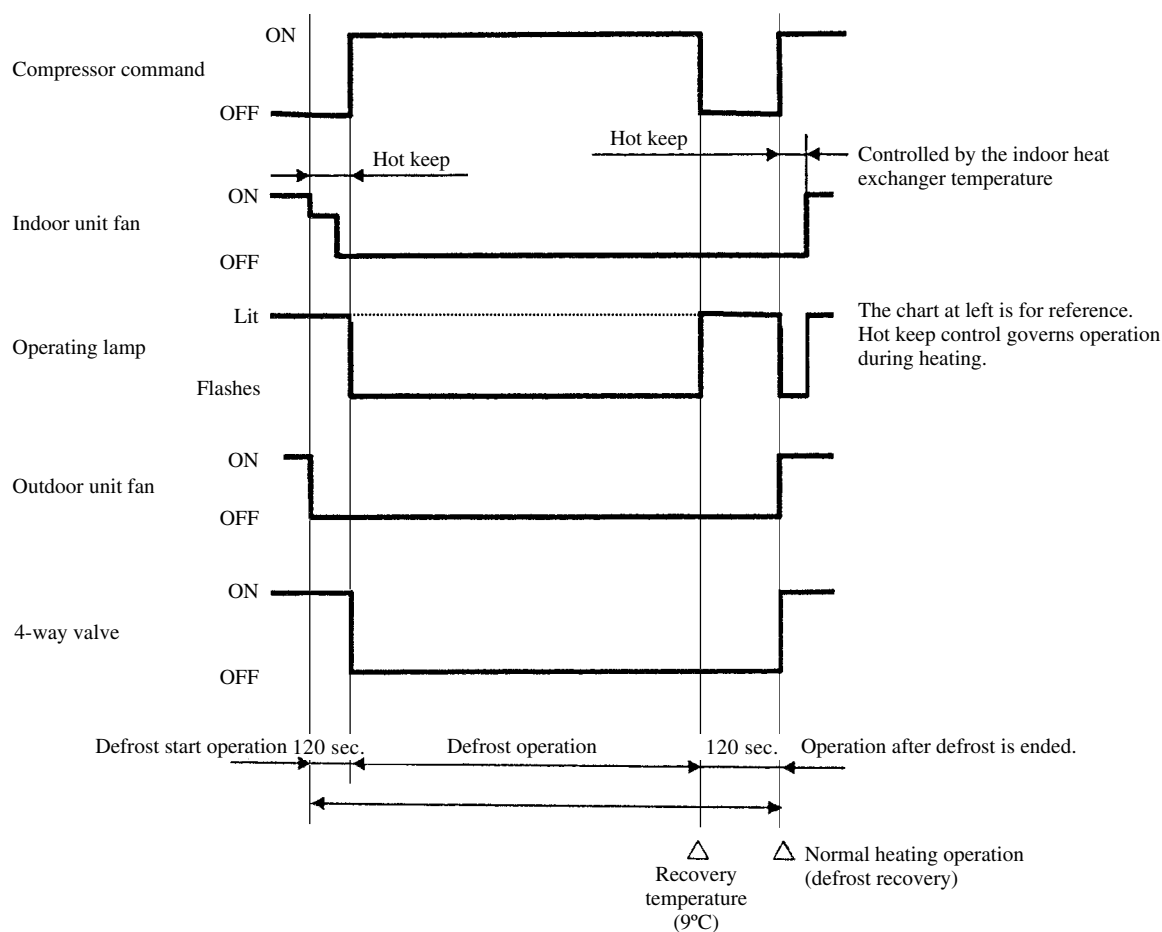 ON
Compressor command
OFF
Hot keep
Hot keep
Controlled by the indoor heat
exchanger temperature
ON
Indoor unit fan
OFF
Lit
The chart at left is for reference.
Hot keep control governs operation
during heating.
Operating lamp
Flashes
ON
Outdoor unit fan
OFF
ON
4-way valve
OFF
Defrost start operation 120 sec. Defrost operation 120 sec. Operation after defrost is ended.
Recovery
temperature
(9ºC)
Normal heating operation
(defrost recovery)